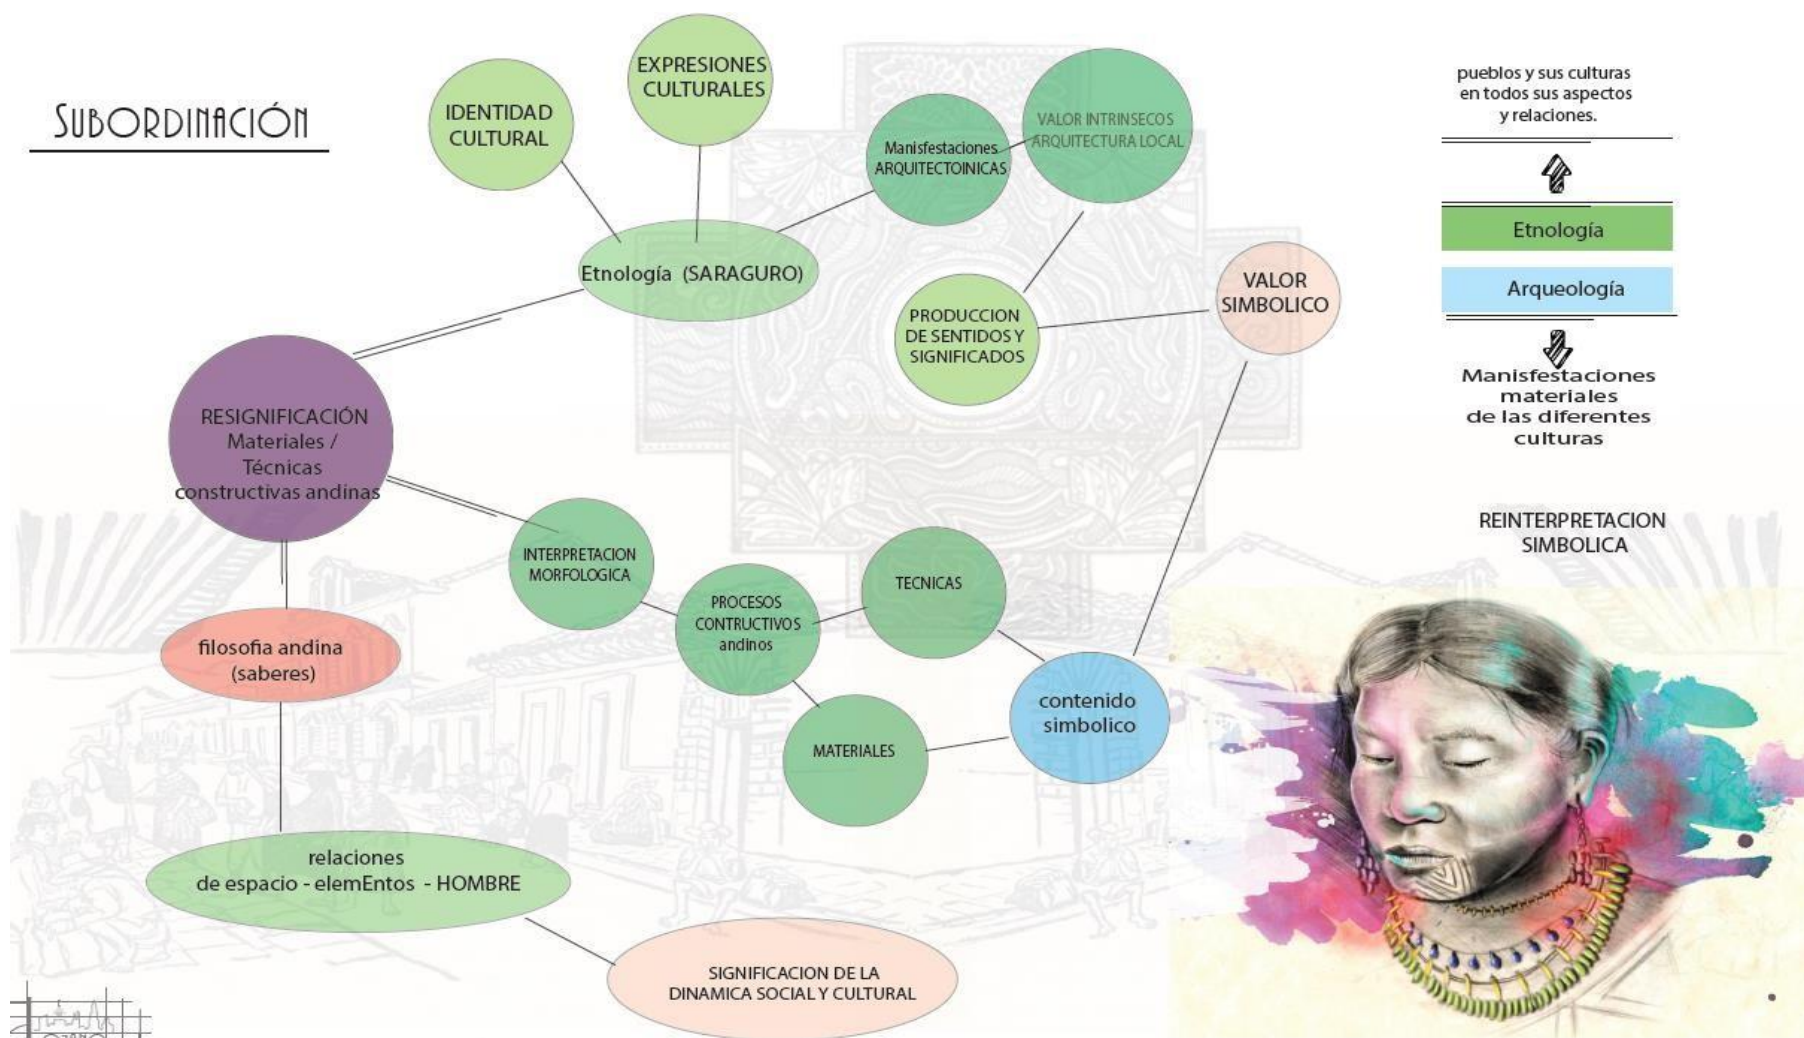 SUBORDINACIÓN
IDENTIDAD
CULTURAL
EXPRESIONES
CULTURALES
Manisfestaciones
ARQUITECTOINICAS
VALOR INTRINSECOS
ARQUITECTURA LOCAL
Etnología (SARAGURO)
PRODUCCION
DE SENTIDOS Y
SIGNIFICADOS
VALOR
SIMBOLICO
RESIGNIFICACIÓN
Materiales /
Técnicas
constructivas andinas
INTERPRETACION
MORFOLOGICA
PROCESOS
CONTRUCTIVOS
andinos
TECNICAS
MATERIALES
contenido
simbolico
filosofia andina
(saberes)
relaciones
de espacio - elemEntos - HOMBRE
SIGNIFICACION DE LA
DINAMICA SOCIAL Y CULTURAL
pueblos y sus culturas
en todos sus aspectos
y relaciones.
Etnología
Arqueología
Manisfestaciones
materiales
de las diferentes
culturas
REINTERPRETACION
SIMBOLICA